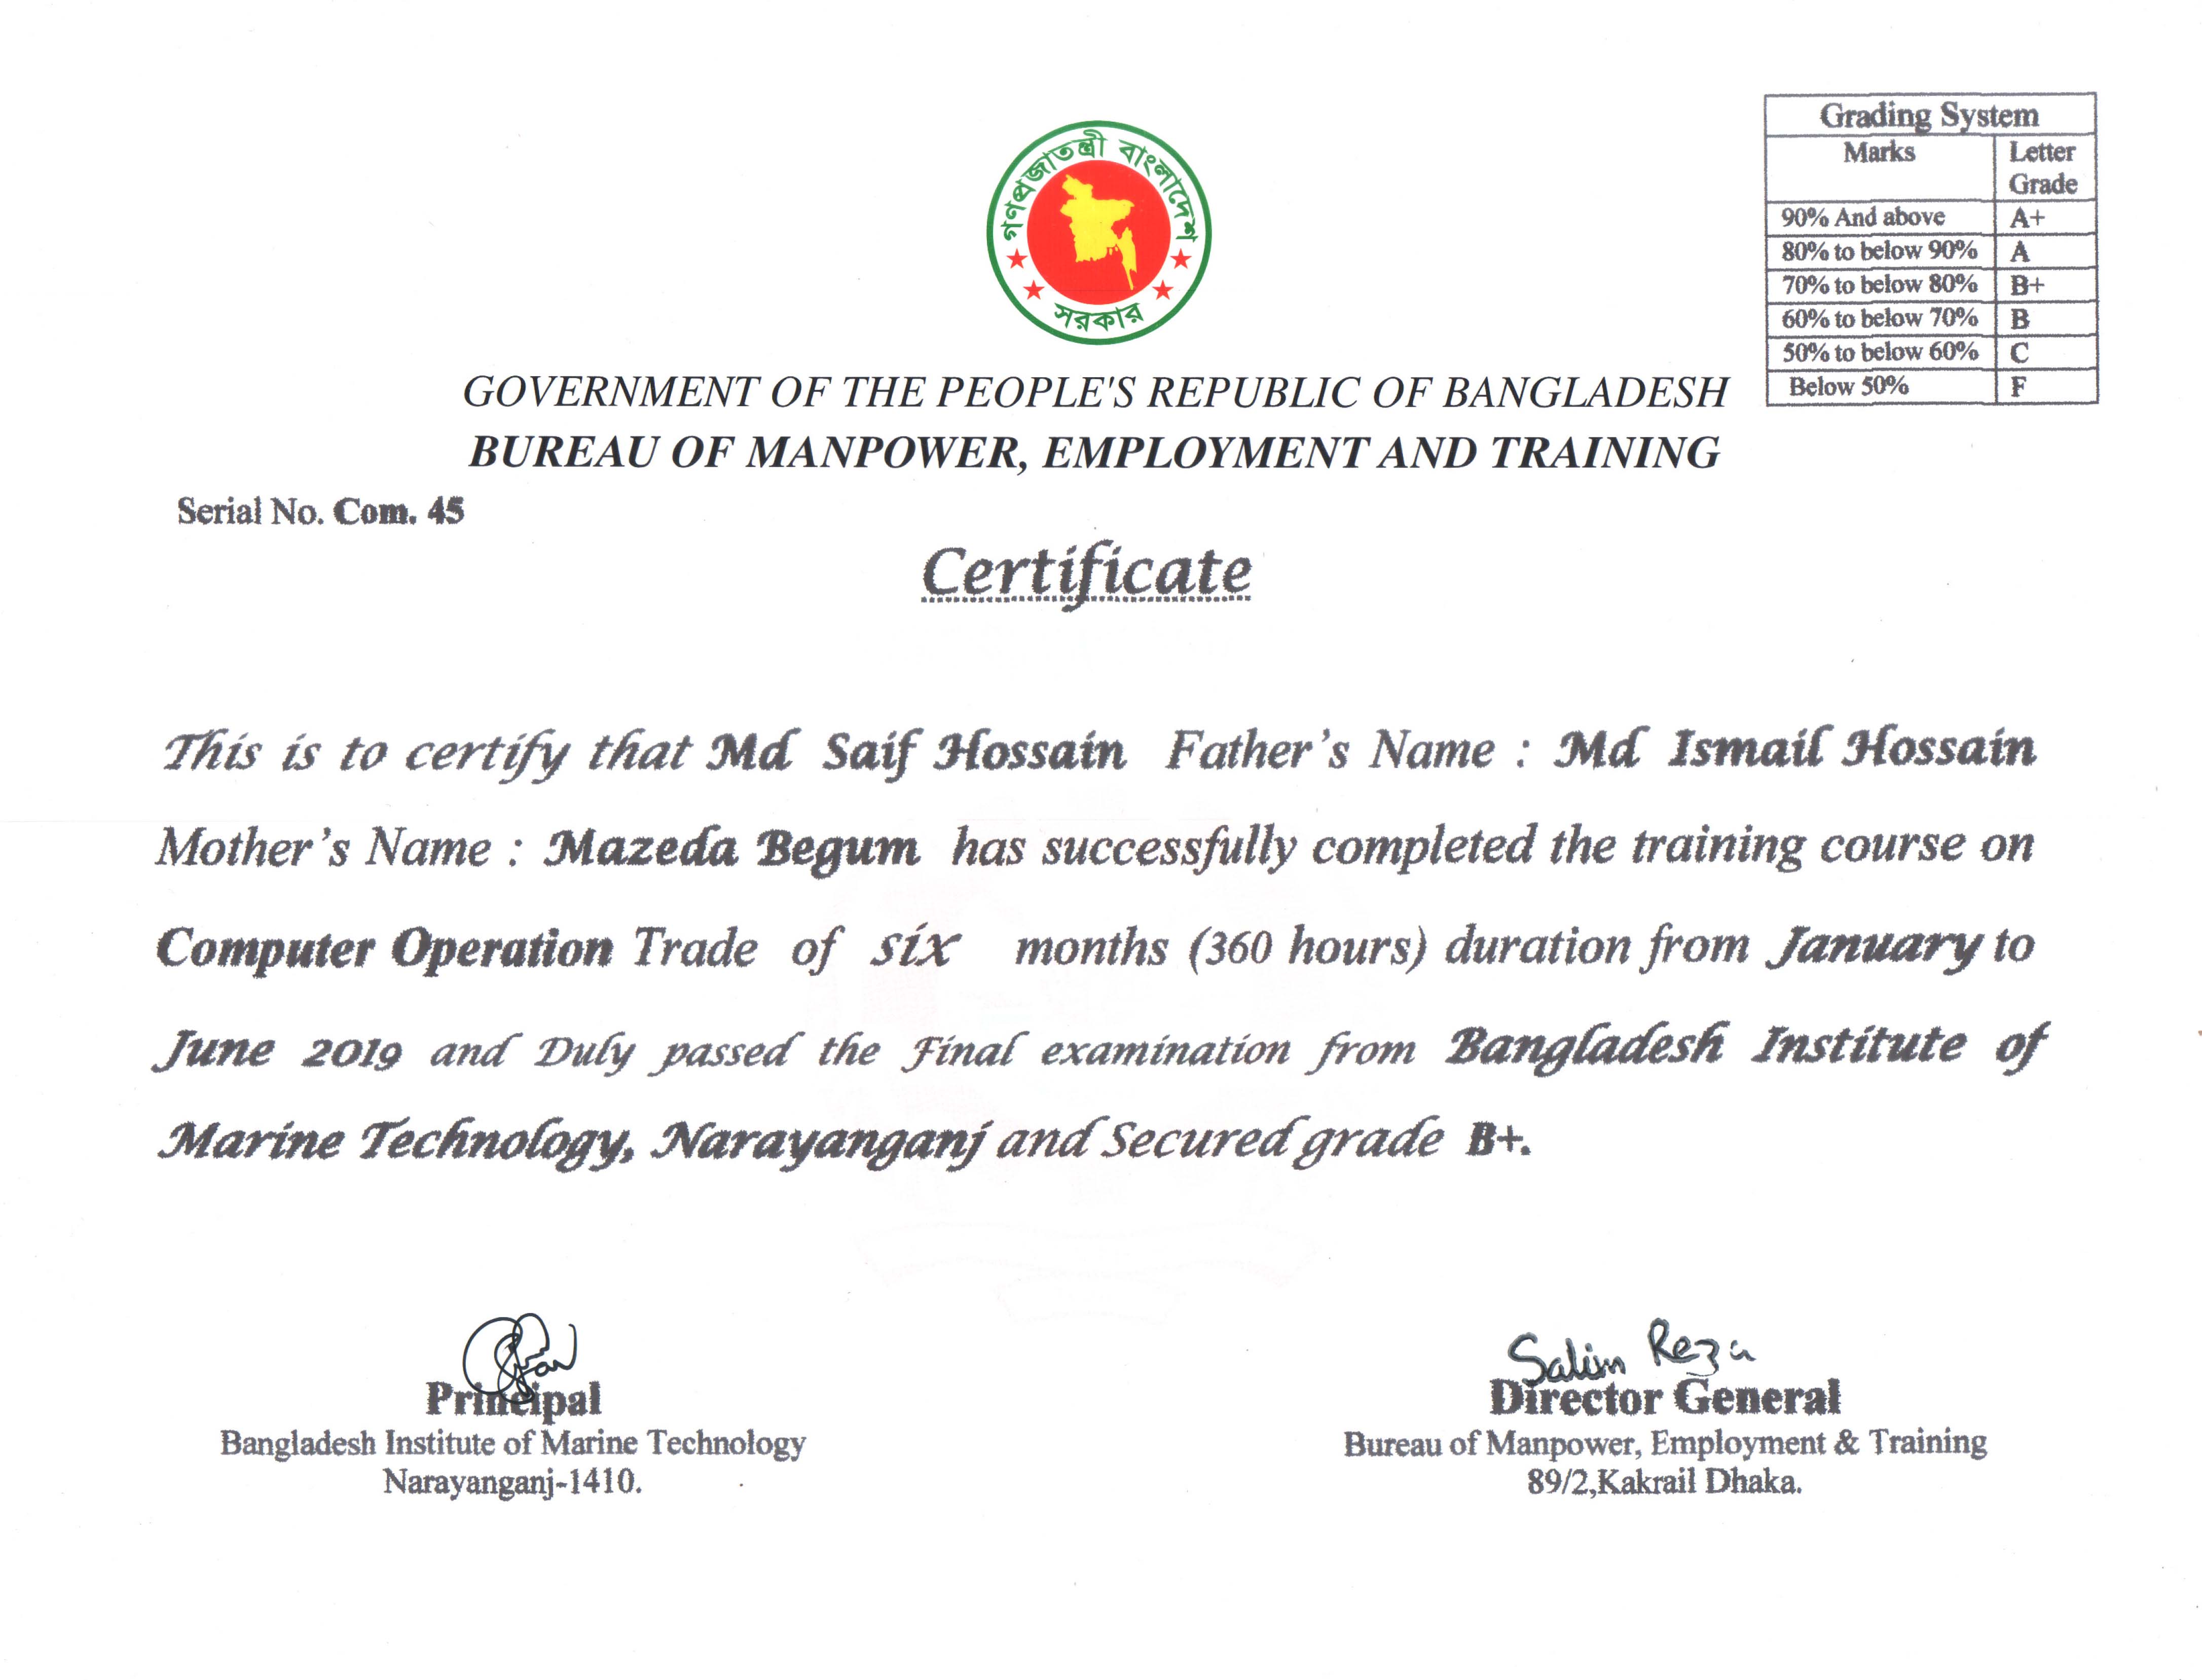 গণপ্রজাতন্ত্রী বাংলাদেশ
সরকার
Grading System
Marks Letter Grade
90% And above A+
80% to below 90% A
70% to below 80% B+
60% to below 70% B
50% to below 60% C
Below 50% F
GOVERNMENT OF THE PEOPLE'S REPUBLIC OF BANGLADESH
BUREAU OF MANPOWER, EMPLOYMENT AND TRAINING
Serial No. Com. 45
Certificate
This is to certify that Md Saif Hossain Father's Name : Md Ismail Hossain
Mother's Name : Mazeda Begum has successfully completed the training course on
Computer Operation Trade of six months (360 hours) duration from January to
June 2019 and Duly passed the Final examination from Bangladesh Institute of
Marine Technology, Narayanganj and Secured grade B+.
Principal
Bangladesh Institute of Marine Technology
Narayanganj-1410.
Salim Reza
Director General
Bureau of Manpower, Employment & Training
89/2,Kakrail Dhaka.